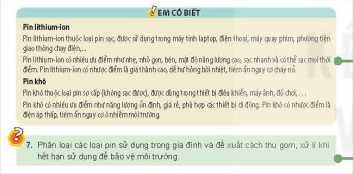 EM CÓ BIẾT
Pin lithium-ion
Pin lithium-ion thuộc loại pin sạc, được sử dụng trong máy tính laptop, điện thoại, máy quay phim, phương tiện
giao thông chạy điện,...
Pin lithium-ion có nhiều ưu điểm như nhẹ, nhỏ gọn, bền, mật độ năng lượng cao, sạc nhanh và có thể sạc mọi thời
điểm. Pin lithium-ion có nhược điểm là giá thành cao, dễ hư hỏng bởi nhiệt, tiềm ẩn nguy cơ cháy nổ.
Pin khô
Pin khô thuộc loại pin sơ cấp (không sạc được), được dùng trong thiết bị điều khiển, máy ảnh, đồ chơi, . . .
Pin khô có nhiều ưu điểm như năng lượng ổn định, giá rẻ, phù hợp các thiết bị di động. Pin khô có nhược điểm là
điện áp thấp, tiềm ẩn nguy cơ ô nhiễm môi trường.
?
7. Phân loại các loại pin sử dụng trong gia đình và đề xuất cách thu gom, xử lí khi
hết hạn sử dụng để bảo vệ môi trường.